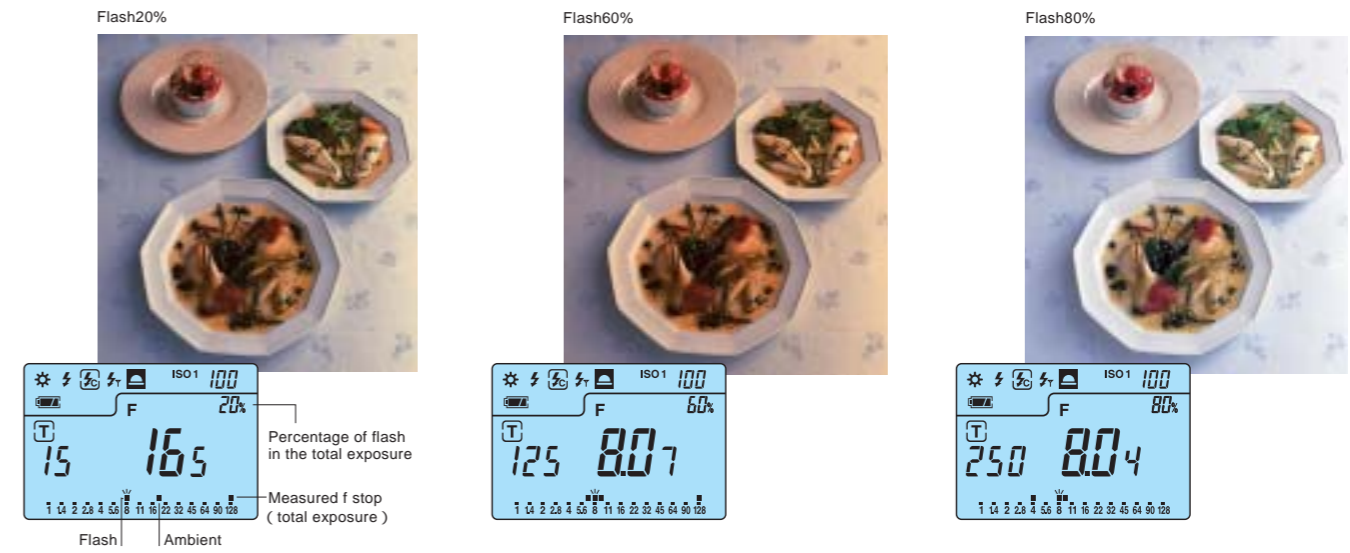 Flash20%
Flash60%
Flash80%
ISO1 100
F 20%
T
15 16 5
1 1.4 2 2.8 4 5.6 8 11 16 22 32 45 64 90 128
Percentage of flash
in the total exposure
Measured f stop
( total exposure )
Flash
Ambient
ISO1 100
F 60%
T
125 8.0 7
1 1.4 2 2.8 4 5.6 8 11 16 22 32 45 64 90 128
ISO1 100
F 80%
T
250 8.0 4
1 1.4 2 2.8 4 5.6 8 11 16 22 32 45 64 90 128